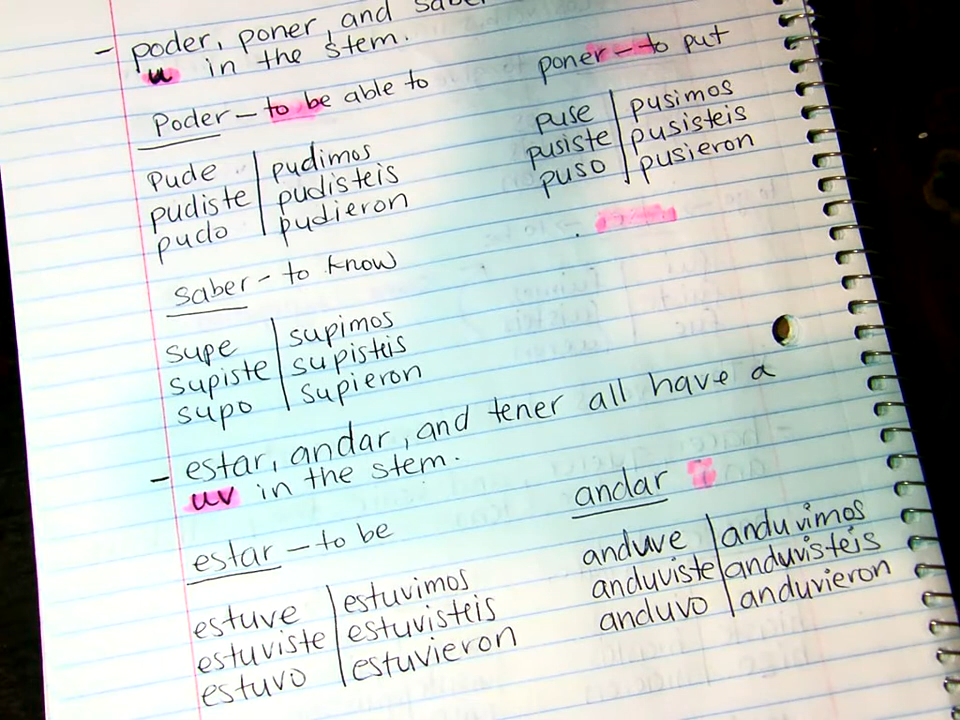 - poder, poner, and saber
u in the stem.
Poder - to be able to
pude | pudimos
pudiste | pudisteis
pudo | pudieron
poner - to put
puse | pusimos
pusiste | pusisteis
puso | pusieron
saber - to know
supe | supimos
supiste | supisteis
supo | supieron
- estar, andar, and tener all have a
uv in the stem.
estar - to be
estuve | estuvimos
estuviste | estuvisteis
estuvo | estuvieron
andar
anduve | anduvimos
anduviste | anduvisteis
anduvo | anduvieron